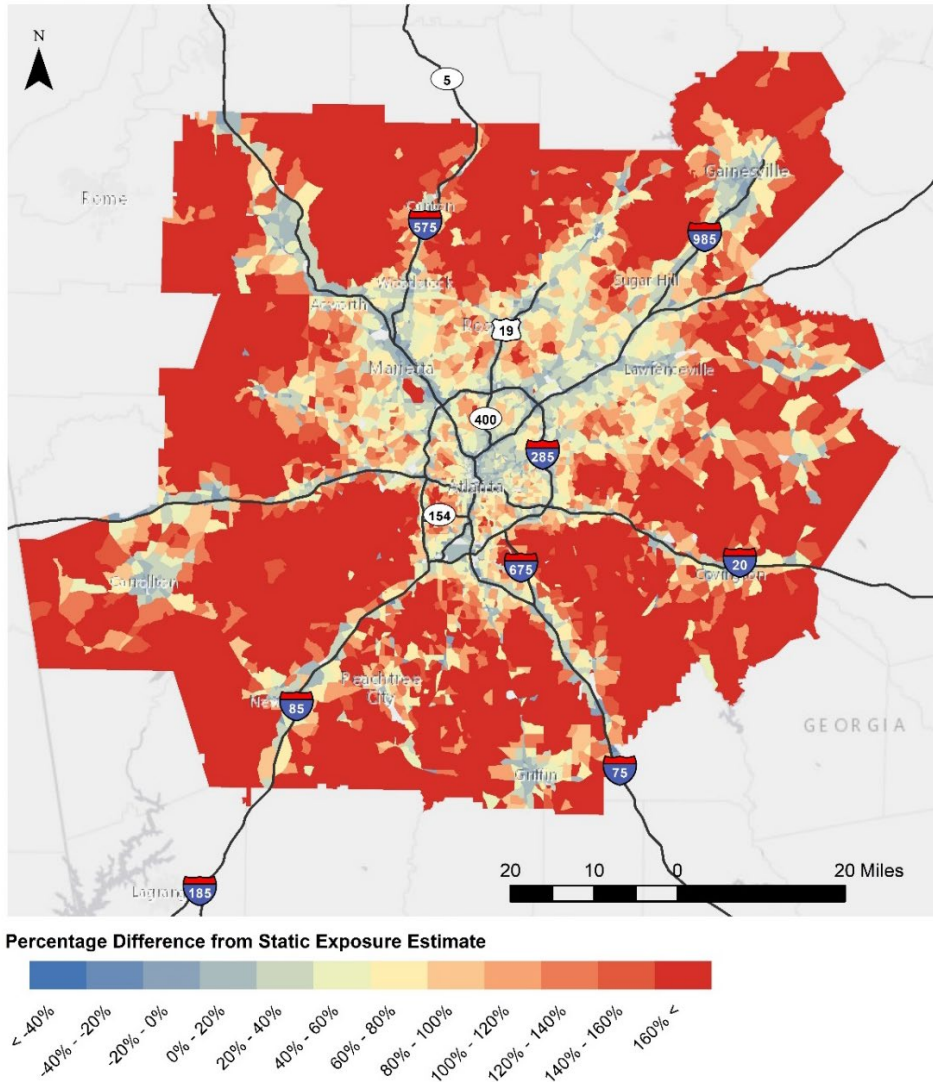 N
5
Rome
Gainesville
Canton
575
985
Woodstock
Sugar Hill
Acworth
19
Marietta
Lawrenceville
400
285
Atlanta
154
675
20
Carrollton
Covington
Peachtree
City
85
GEORGIA
75
Griffin
185
20 10 0 20 Miles
Percentage Difference from Static Exposure Estimate
< -40%
-40% - -20%
-20% - 0%
0% - 20%
20% - 40%
40% - 60%
60% - 80%
80% - 100%
100% - 120%
120% - 140%
140% - 160%
160% <